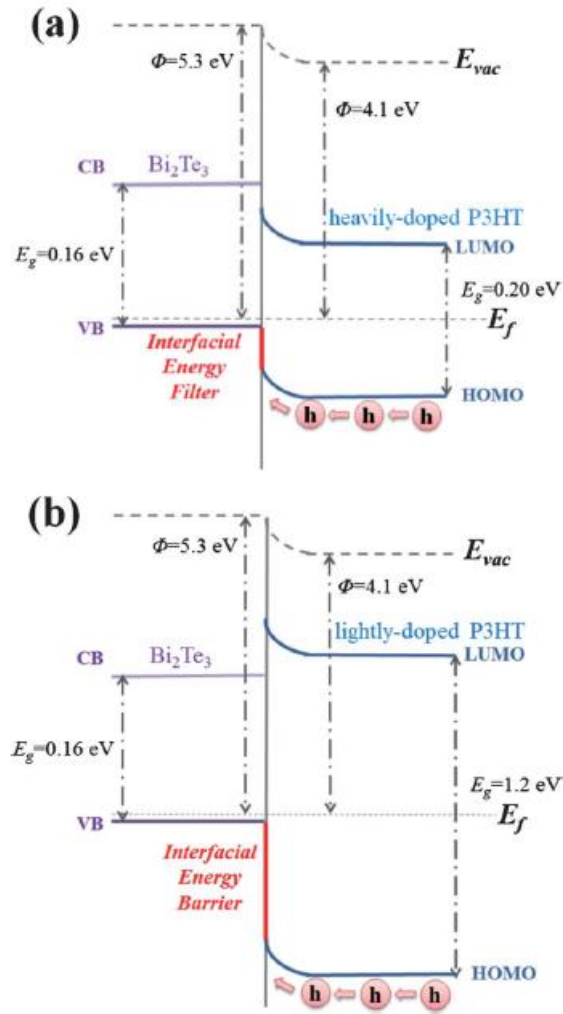 (a)
Φ=5.3 eV
E_vac
Φ=4.1 eV
CB
Bi₂Te₃
heavily-doped P3HT
LUMO
E_g=0.16 eV
E_g=0.20 eV
E_f
VB
Interfacial
Energy
Filter
HOMO
h h h
(b)
Φ=5.3 eV
E_vac
Φ=4.1 eV
lightly-doped P3HT
CB
Bi₂Te₃
LUMO
E_g=0.16 eV
E_g=1.2 eV
E_f
VB
Interfacial
Energy
Barrier
HOMO
h h h